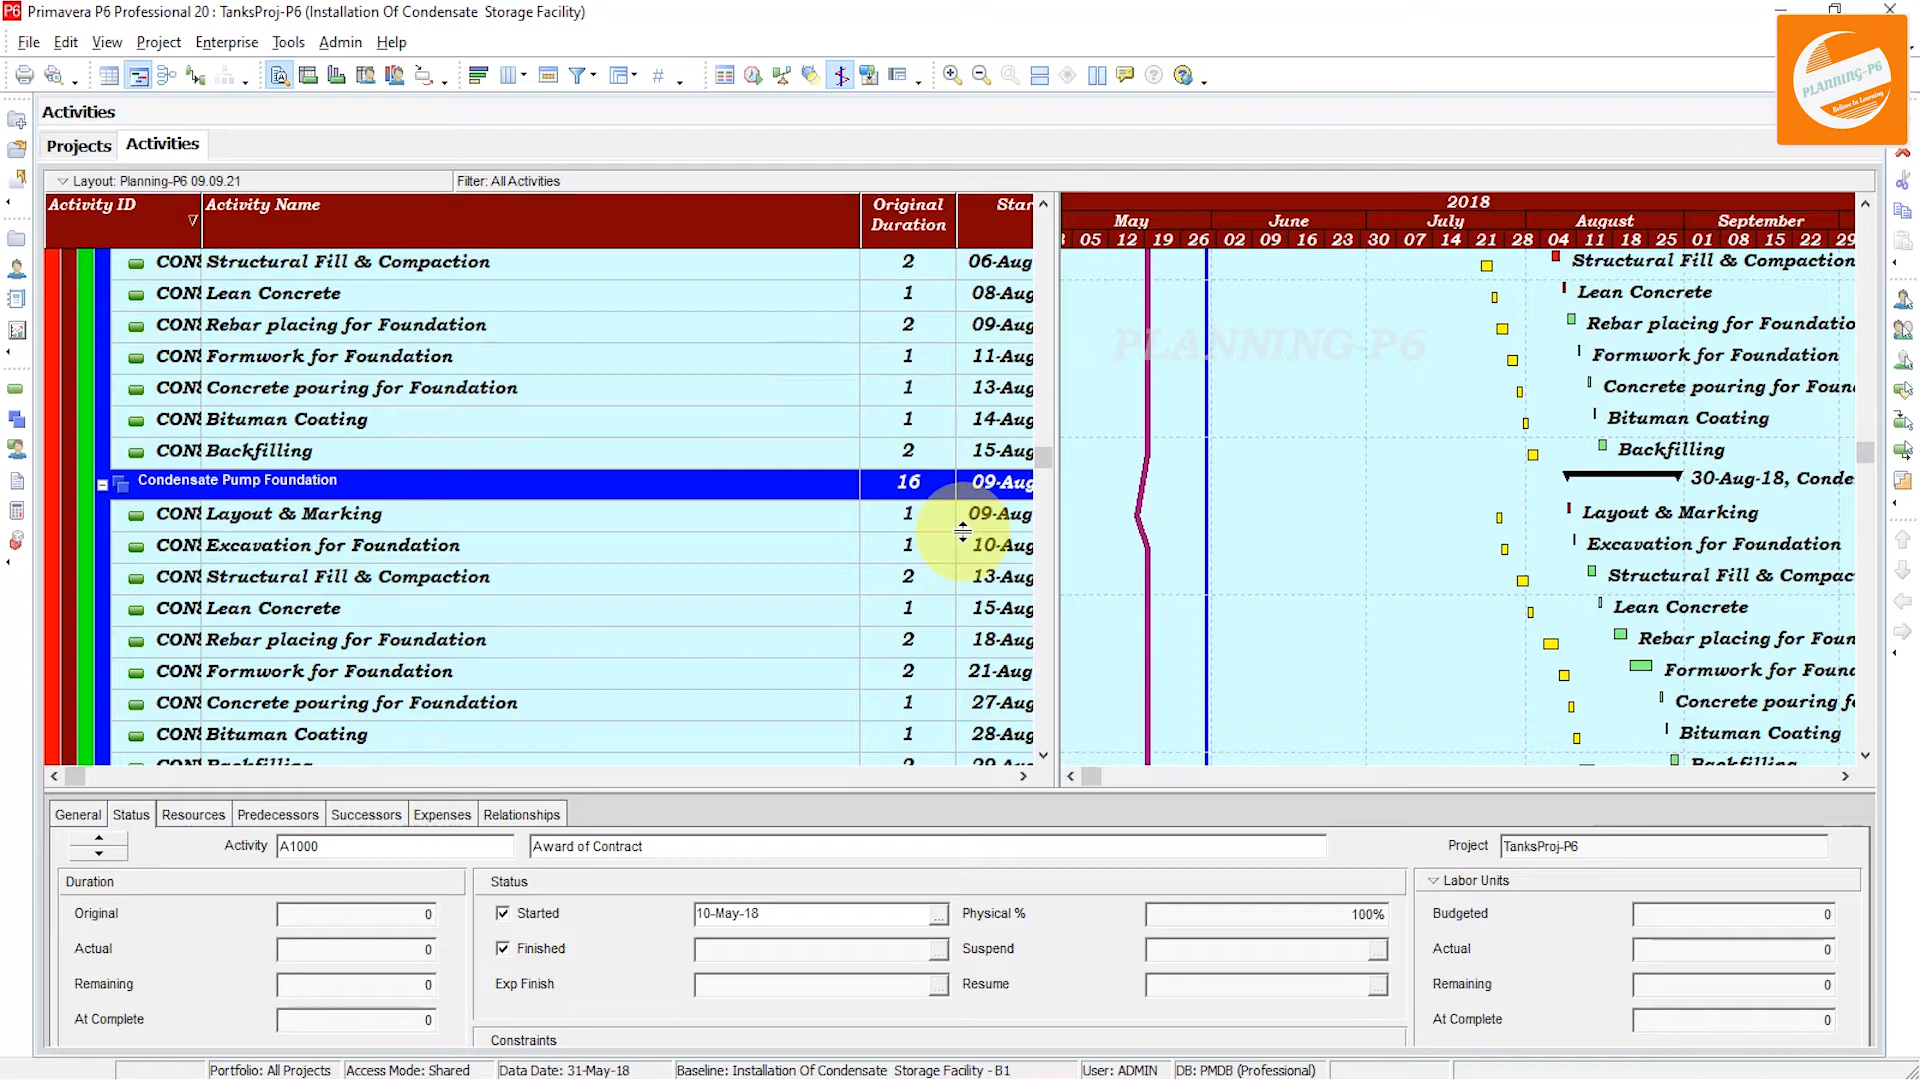 Primavera P6 Professional 20 : TanksProj-P6 (Installation Of Condensate Storage Facility)
File Edit View Project Enterprise Tools Admin Help
PLANNING-P6
Believe In Learning
Activities
Projects Activities
Layout: Planning-P6 09.09.21 Filter: All Activities
Activity ID Activity Name Original Duration Star
2018
May June July August September
05 12 19 26 02 09 16 23 30 07 14 21 28 04 11 18 25 01 08 15 22 29
CON Structural Fill & Compaction 2 06-Aug Structural Fill & Compaction
CON Lean Concrete 1 08-Aug Lean Concrete
CON Rebar placing for Foundation 2 09-Aug Rebar placing for Foundatio
PLANNING-P6
CON Formwork for Foundation 1 11-Aug Formwork for Foundation
CON Concrete pouring for Foundation 1 13-Aug Concrete pouring for Foun
CON Bituman Coating 1 14-Aug Bituman Coating
CON Backfilling 2 15-Aug Backfilling
Condensate Pump Foundation 16 09-Aug 30-Aug-18, Conde
CON Layout & Marking 1 09-Aug Layout & Marking
CON Excavation for Foundation 1 10-Aug Excavation for Foundation
CON Structural Fill & Compaction 2 13-Aug Structural Fill & Compac
CON Lean Concrete 1 15-Aug Lean Concrete
CON Rebar placing for Foundation 2 18-Aug Rebar placing for Foun
CON Formwork for Foundation 2 21-Aug Formwork for Found
CON Concrete pouring for Foundation 1 27-Aug Concrete pouring f
CON Bituman Coating 1 28-Aug Bituman Coating
Backfilling 2 29-Aug Backfilling
General Status Resources Predecessors Successors Expenses Relationships
Activity A1000 Award of Contract Project TanksProj-P6
Duration Status Labor Units
Original 0 Started 10-May-18 Physical % 100% Budgeted 0
Actual 0 Finished Suspend Actual 0
Remaining 0 Exp Finish Resume Remaining 0
At Complete 0 At Complete 0
Constraints
Portfolio: All Projects Access Mode: Shared Data Date: 31-May-18 Baseline: Installation Of Condensate Storage Facility - B1 User: ADMIN DB: PMDB (Professional)